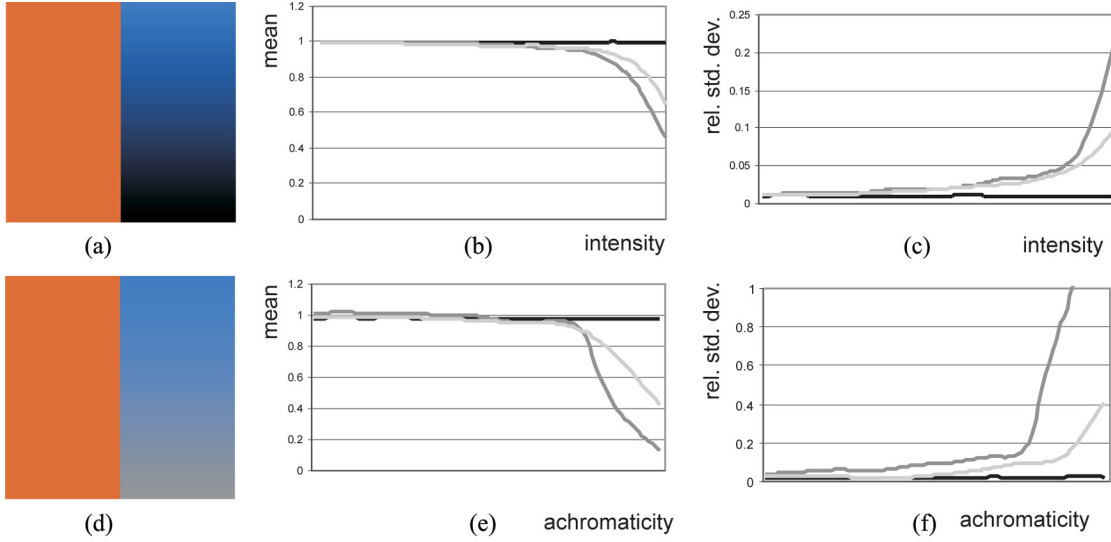 mean
1.2
1
0.8
0.6
0.4
0.2
0
intensity
rel. std. dev.
0.25
0.2
0.15
0.1
0.05
0
intensity
(a)
(b)
(c)
mean
1.2
1
0.8
0.6
0.4
0.2
0
achromaticity
rel. std. dev.
1
0.8
0.6
0.4
0.2
0
achromaticity
(d)
(e)
(f)